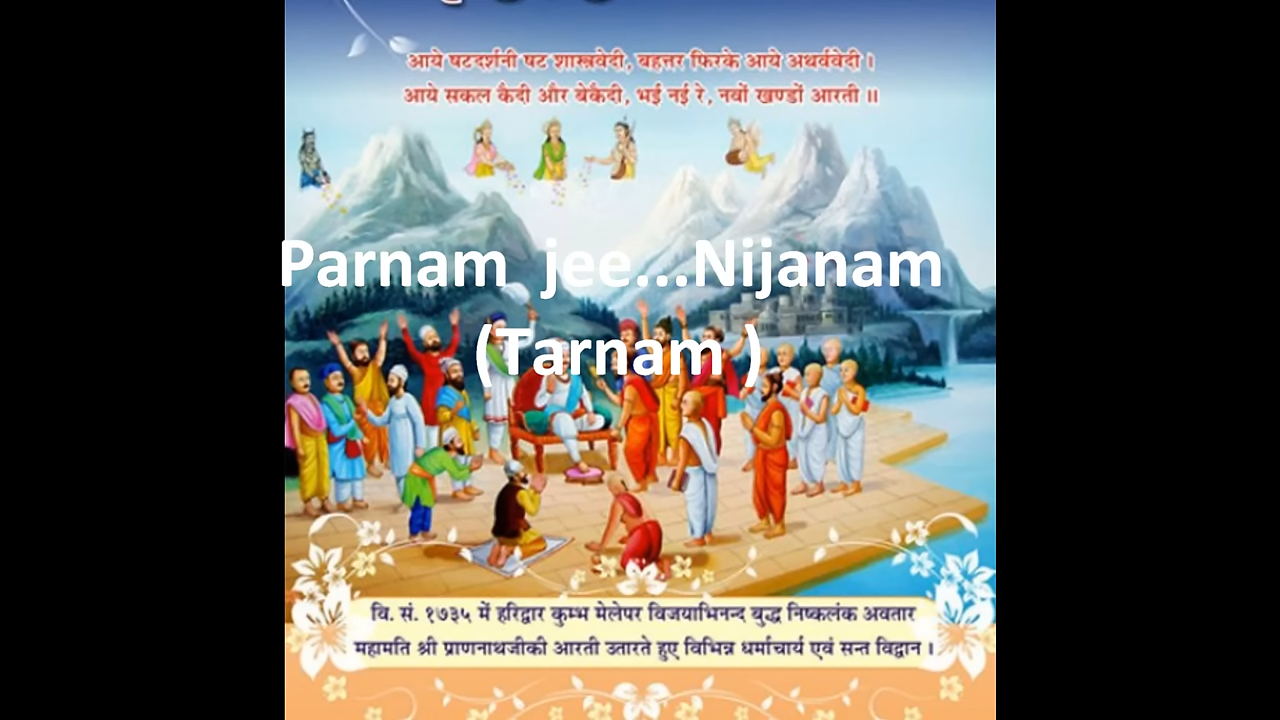 आये षटदर्शनी षट शास्त्रवेदी, बहत्तर फिरके आये अथर्ववेदी ।
आये सकल कैदी और बेकैदी, भई नई रे, नवों खण्डों आरती ॥
Parnam jee...Nijanam
(Tarnam )
वि. सं. १७३५ में हरिद्वार कुम्भ मेलेपर विजयाभिनन्द बुद्ध निष्कलंक अवतार
महामति श्री प्राणनाथजीकी आरती उतारते हुए विभिन्न धर्माचार्य एवं सन्त विद्वान ।